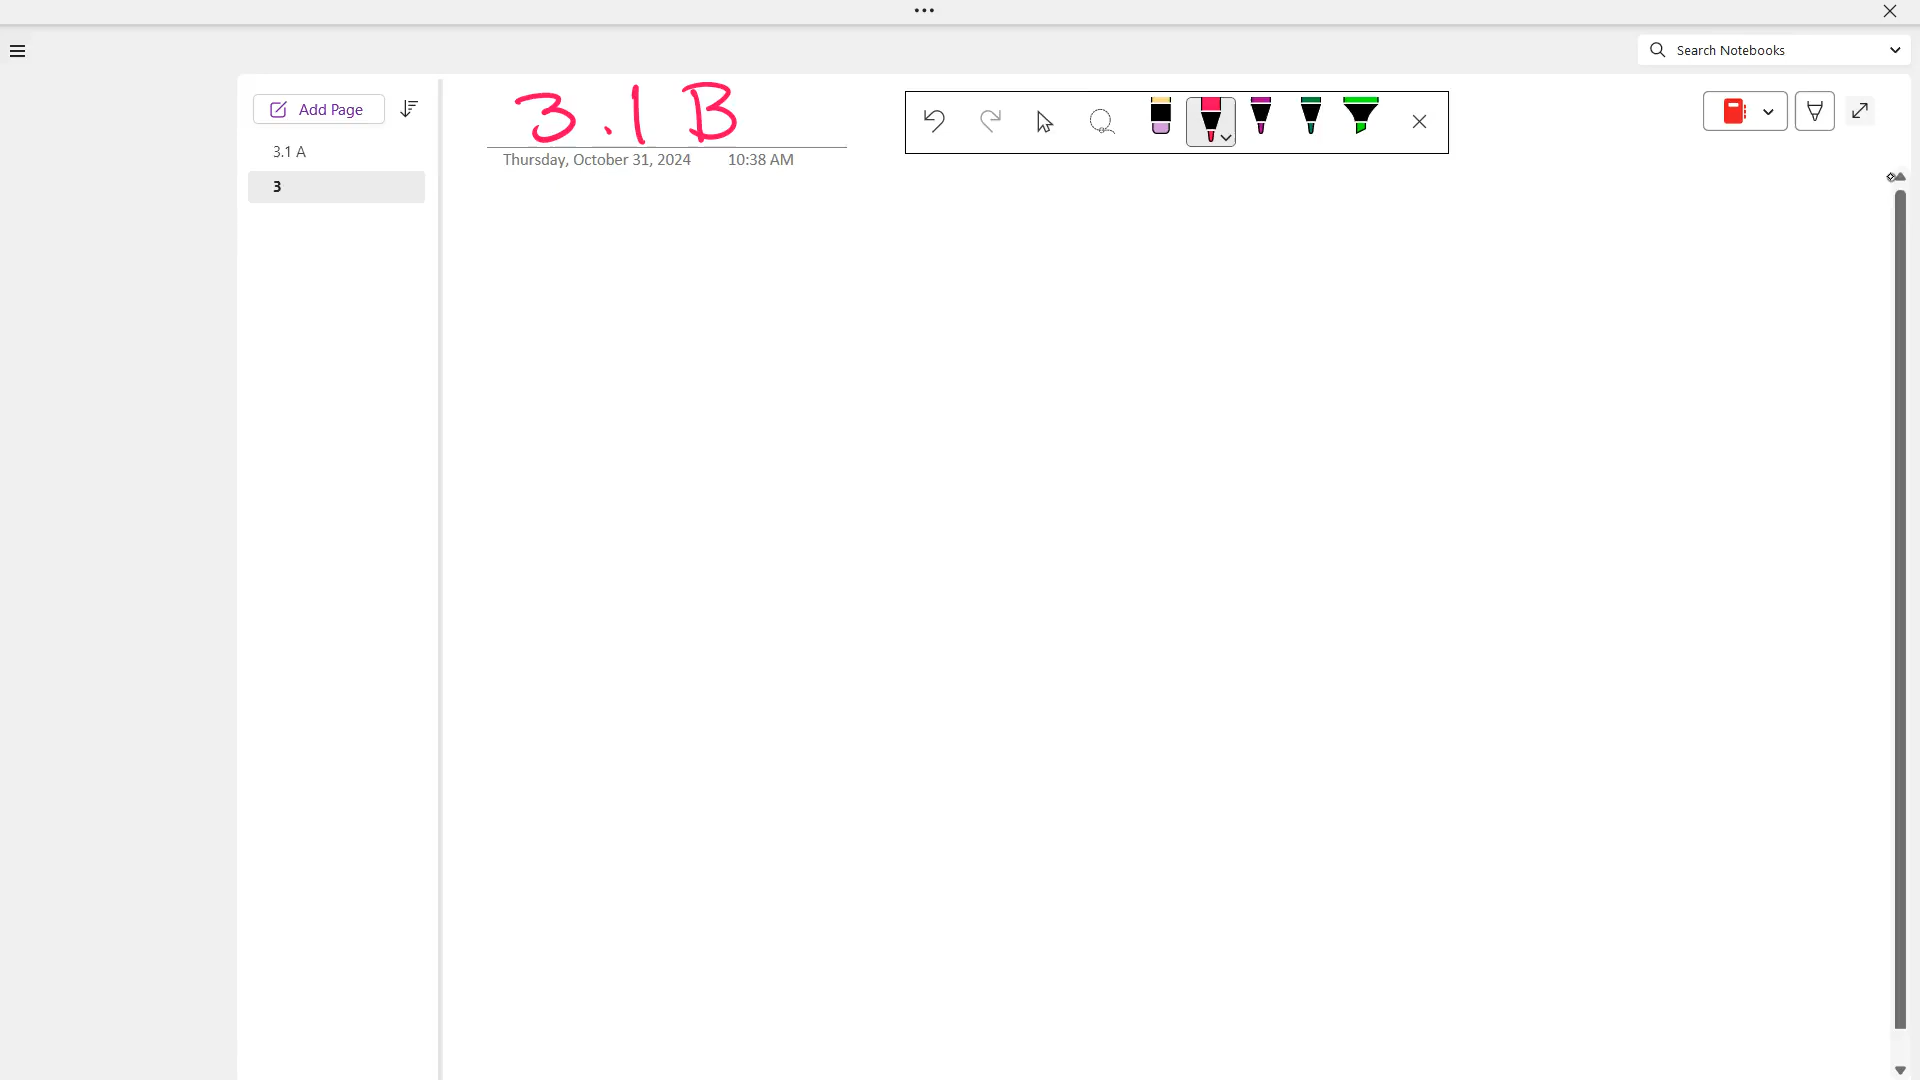 Search Notebooks
Add Page
3.1 A
3
3.1 B
Thursday, October 31, 2024 10:38 AM